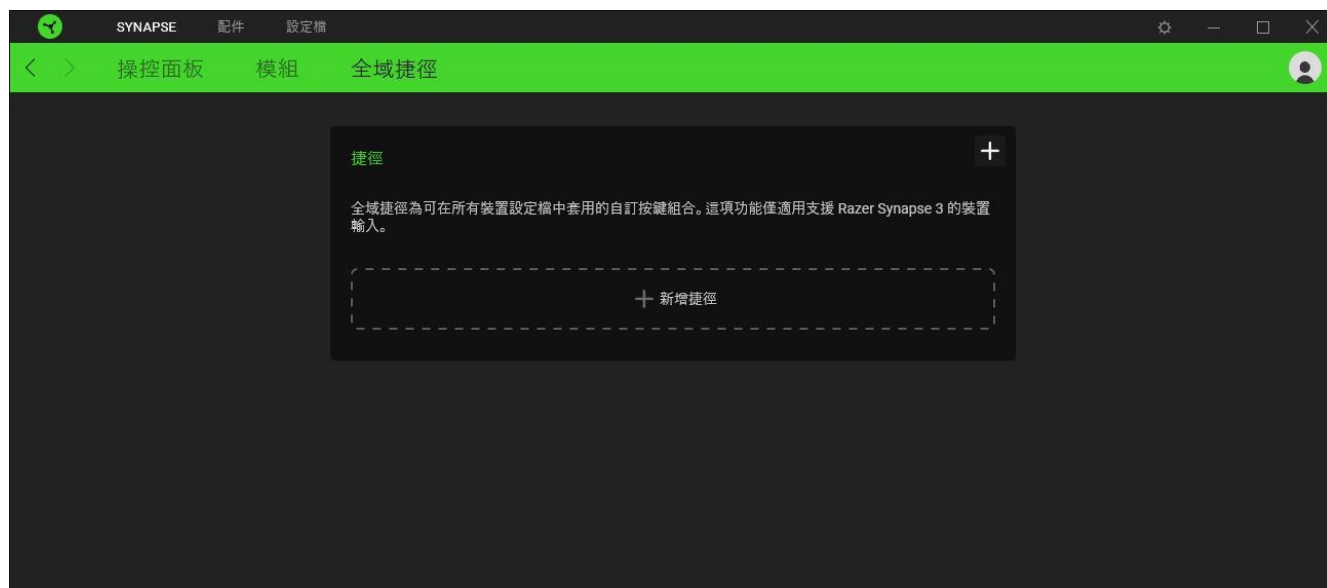 SYNAPSE 配件 設定檔
操控面板 模組 全域捷徑
捷徑
全域捷徑為可在所有裝置設定檔中套用的自訂按鍵組合。這項功能僅適用支援 Razer Synapse 3 的裝置
輸入。
新增捷徑